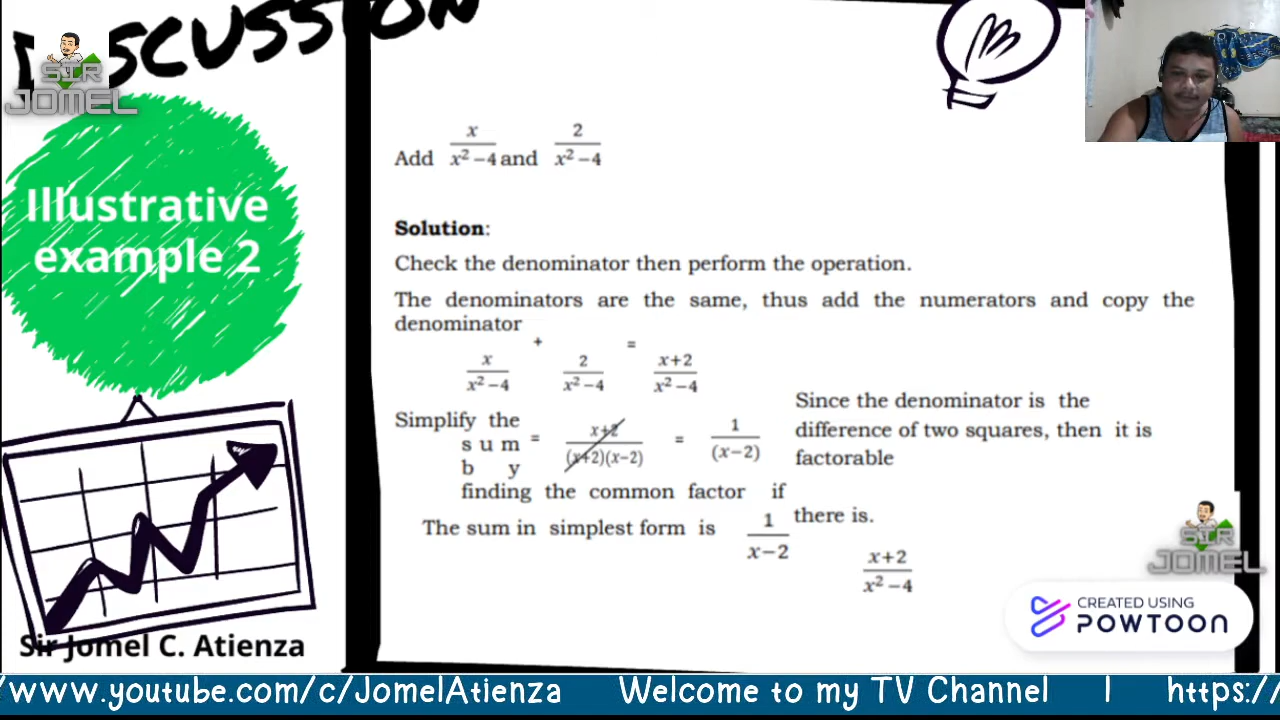 DISCUSSION
SIR
JOMEL
Illustrative
example 2
Add x/(x² − 4) and 2/(x² − 4)
Solution:
Check the denominator then perform the operation.
The denominators are the same, thus add the numerators and copy the
denominator
x/(x² − 4) + 2/(x² − 4) = (x+2)/(x² − 4)
Simplify the
sum = (x+2)/((x+2)(x−2)) = 1/((x−2))
by
finding the common factor if
there is.
Since the denominator is the
difference of two squares, then it is
factorable
The sum in simplest form is 1/(x−2)
(x+2)/(x² − 4)
SIR
JOMEL
CREATED USING
POWTOON
Sir Jomel C. Atienza
/www.youtube.com/c/JomelAtienza Welcome to my TV Channel | https:/